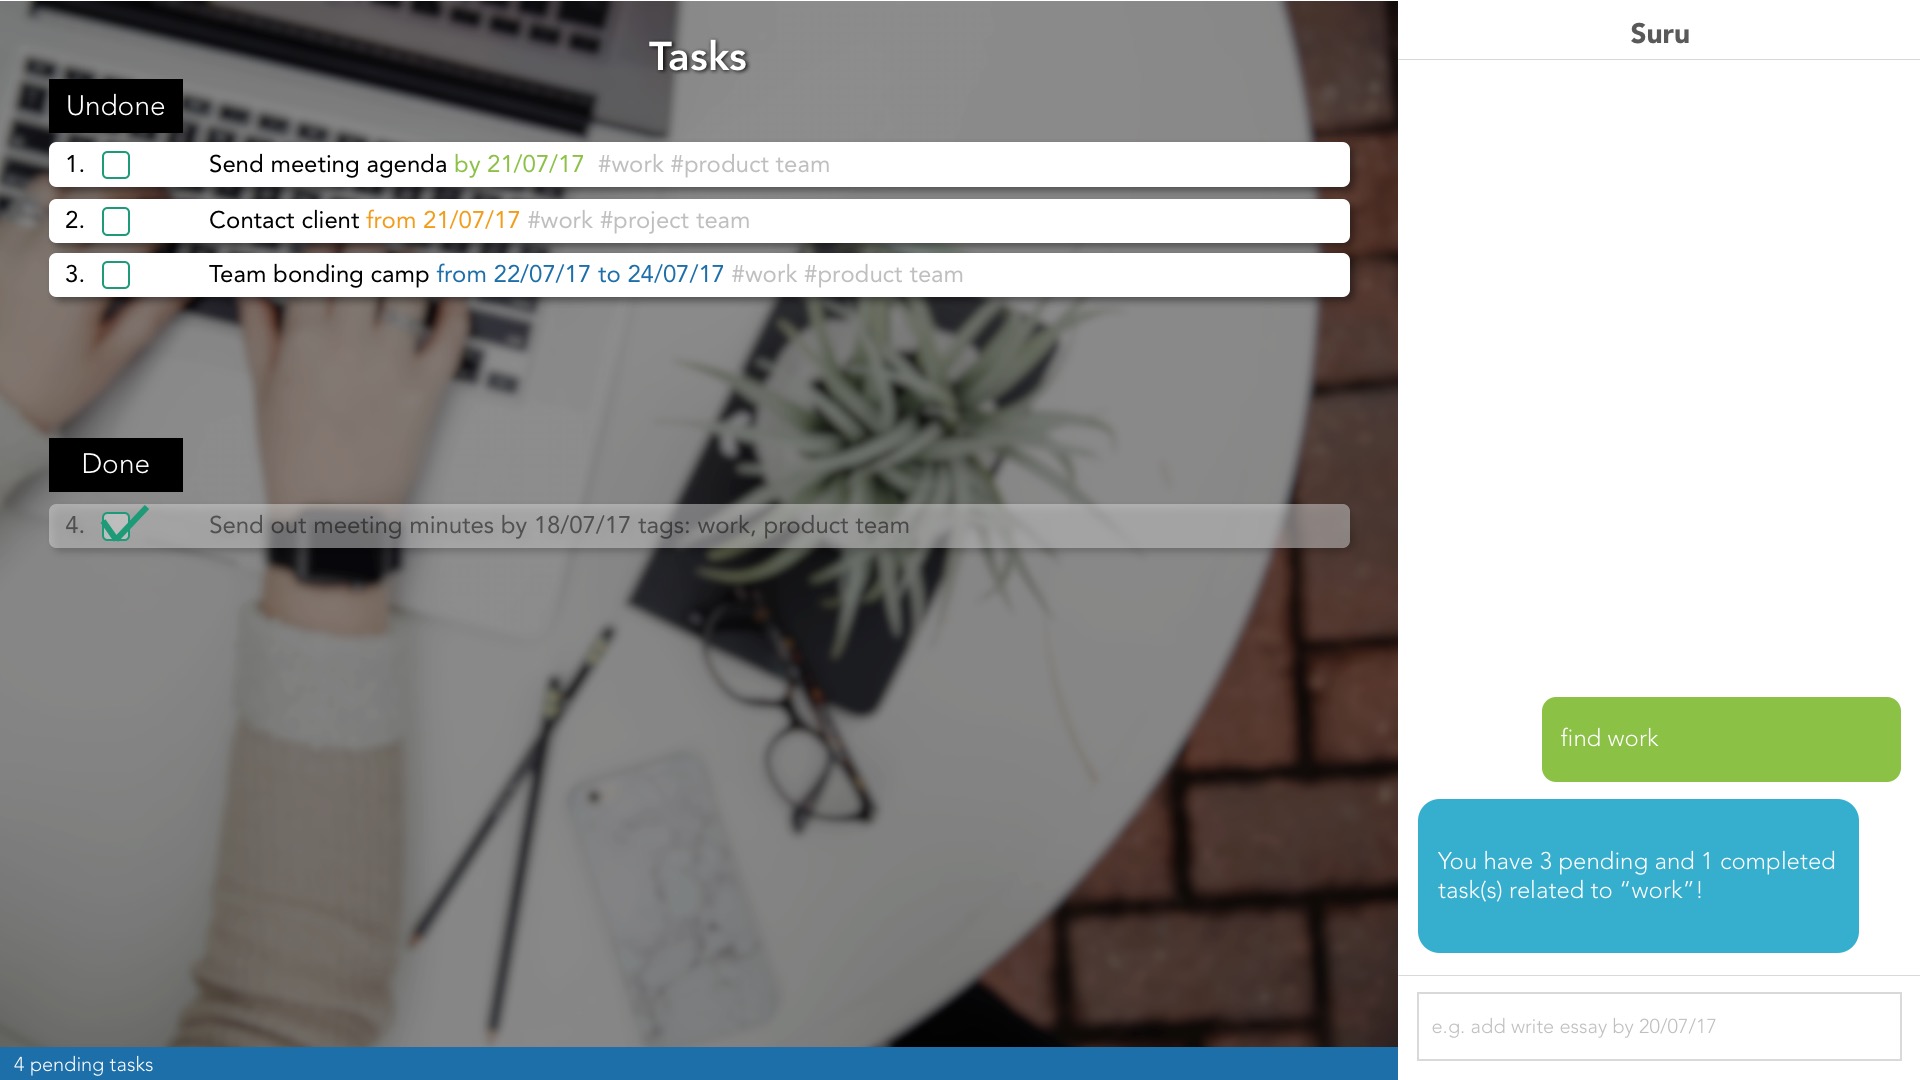 Tasks
Undone
1. Send meeting agenda by 21/07/17 #work #product team
2. Contact client from 21/07/17 #work #project team
3. Team bonding camp from 22/07/17 to 24/07/17 #work #product team
Done
4. Send out meeting minutes by 18/07/17 tags: work, product team
4 pending tasks
Suru
find work
You have 3 pending and 1 completed
task(s) related to “work”!
e.g. add write essay by 20/07/17